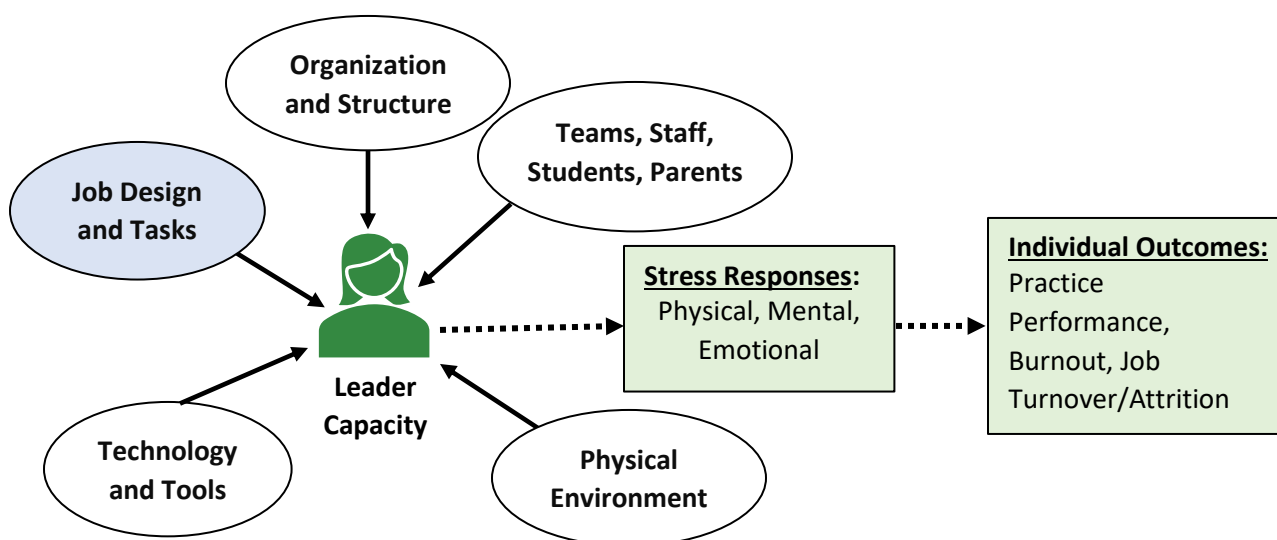 Organization
and Structure
Teams, Staff,
Students, Parents
Job Design
and Tasks
Stress Responses:
Physical, Mental,
Emotional
Individual Outcomes:
Practice
Performance,
Burnout, Job
Turnover/Attrition
Leader
Capacity
Technology
and Tools
Physical
Environment